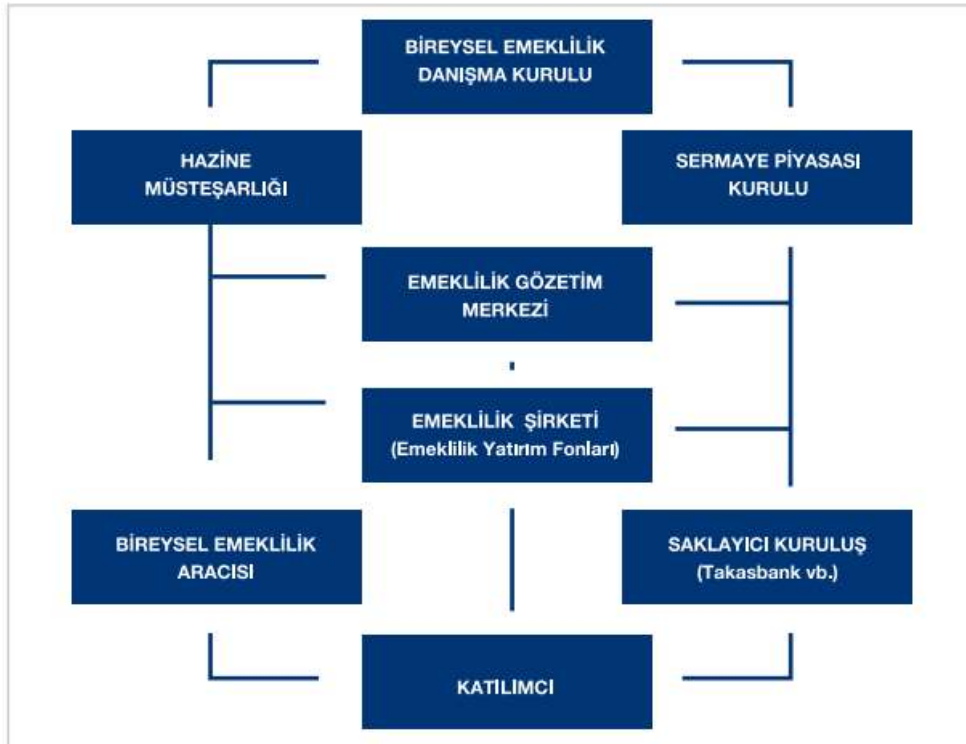 BİREYSEL EMEKLİLİK
DANIŞMA KURULU
HAZİNE
MÜSTEŞARLIĞI
SERMAYE PİYASASI
KURULU
EMEKLİLİK GÖZETİM
MERKEZİ
EMEKLİLİK ŞİRKETİ
(Emeklilik Yatırım Fonları)
BİREYSEL EMEKLİLİK
ARACISI
SAKLAYICI KURULUŞ
(Takasbank vb.)
KATILIMCI